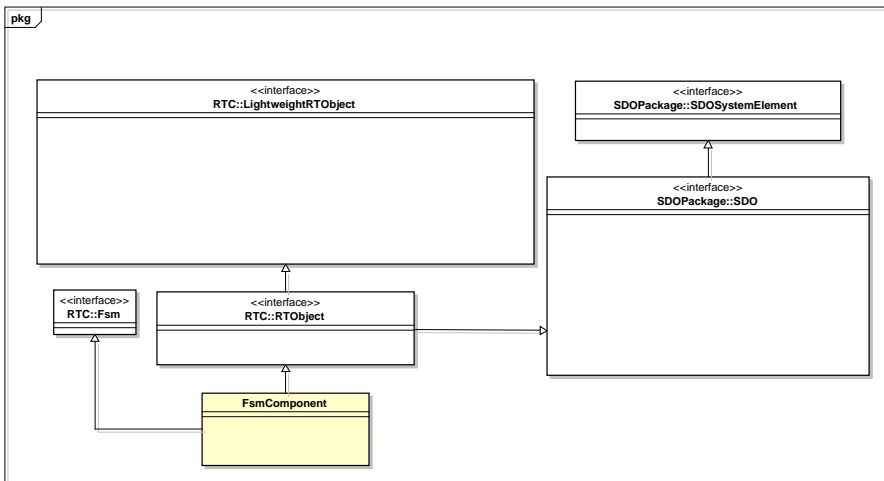 pkg
<<interface>>
RTC::LightweightRTObject
<<interface>>
SDOPackage::SDOSystemElement
<<interface>>
SDOPackage::SDO
<<interface>>
RTC::Fsm
<<interface>>
RTC::RTObject
FsmComponent